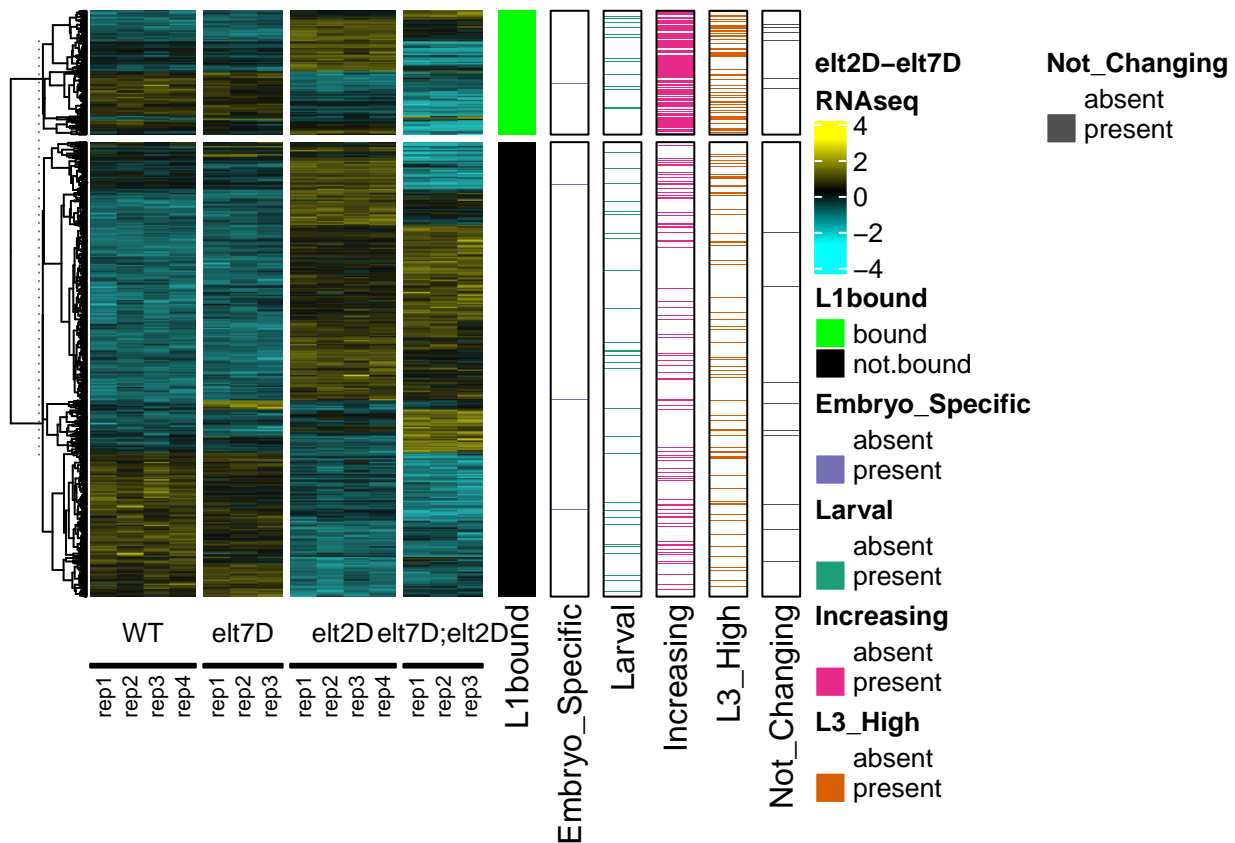 elt2D−elt7D
RNAseq
4
2
0
−2
−4
L1bound
bound
not.bound
Embryo_Specific
absent
present
Larval
absent
present
Increasing
absent
present
L3_High
absent
present
Not_Changing
absent
present
WT
elt7D
elt2D
elt7D;elt2D
rep1
rep2
rep3
rep4
rep1
rep2
rep3
rep1
rep2
rep3
rep4
rep1
rep2
rep3
L1bound
Embryo_Specific
Larval
Increasing
L3_High
Not_Changing